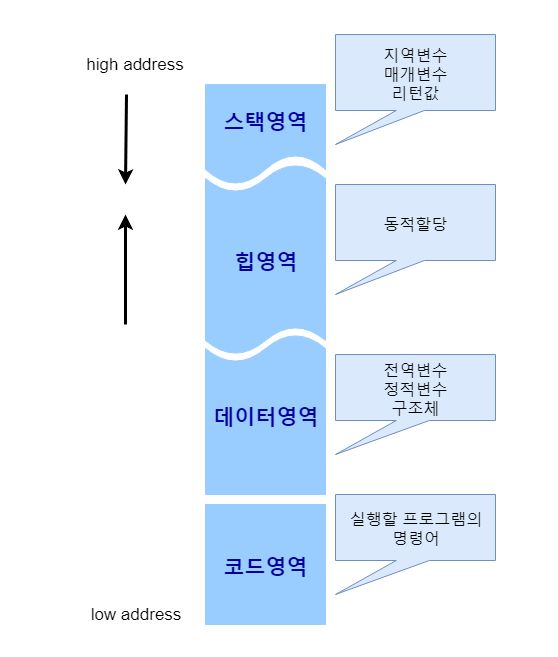 high address
스택영역
지역변수
매개변수
리턴값
힙영역
동적할당
데이터영역
전역변수
정적변수
구조체
코드영역
실행할 프로그램의
명령어
low address